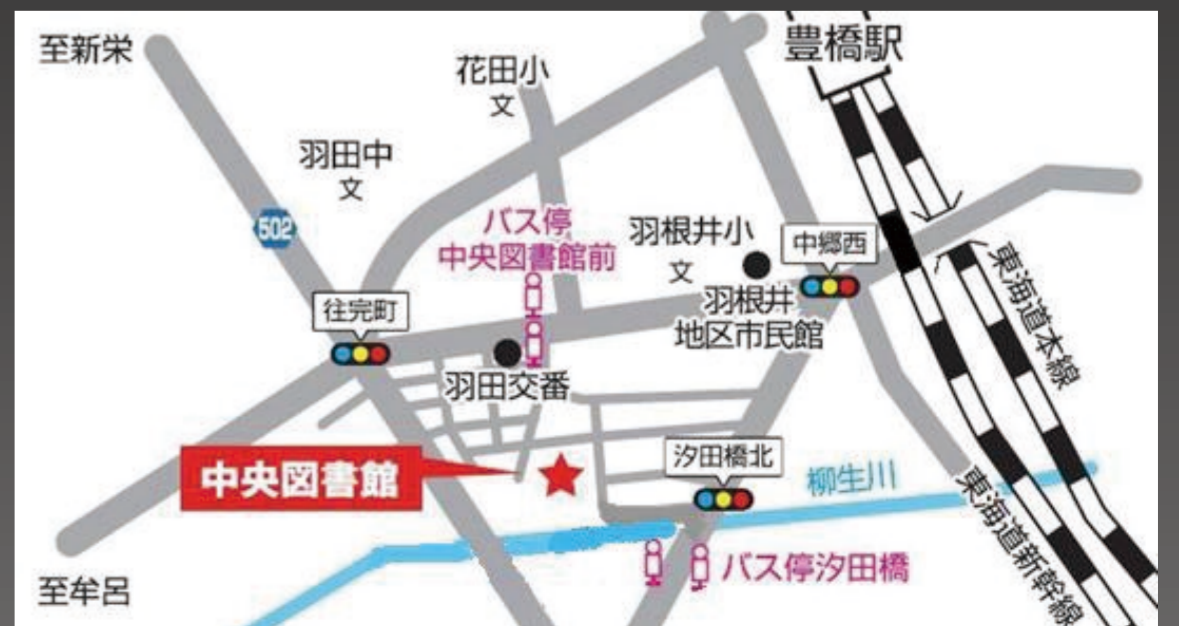 至新栄
豊橋駅
花田小
文
羽田中
文
502
バス停
中央図書館前
羽根井小
文
中郷西
羽根井
地区市民館
往完町
東海道本線
羽田交番
中央図書館
汐田橋北
柳生川
東海道新幹線
バス停汐田橋
至牟呂